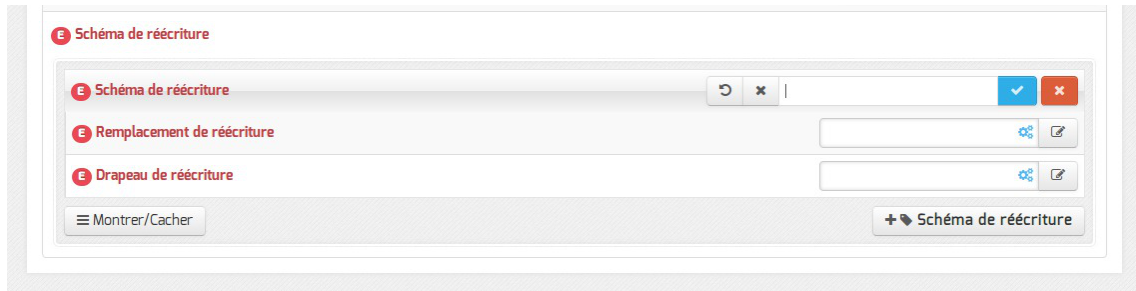 E Schéma de réécriture
E Schéma de réécriture
E Remplacement de réécriture
E Drapeau de réécriture
Montrer/Cacher
Schéma de réécriture